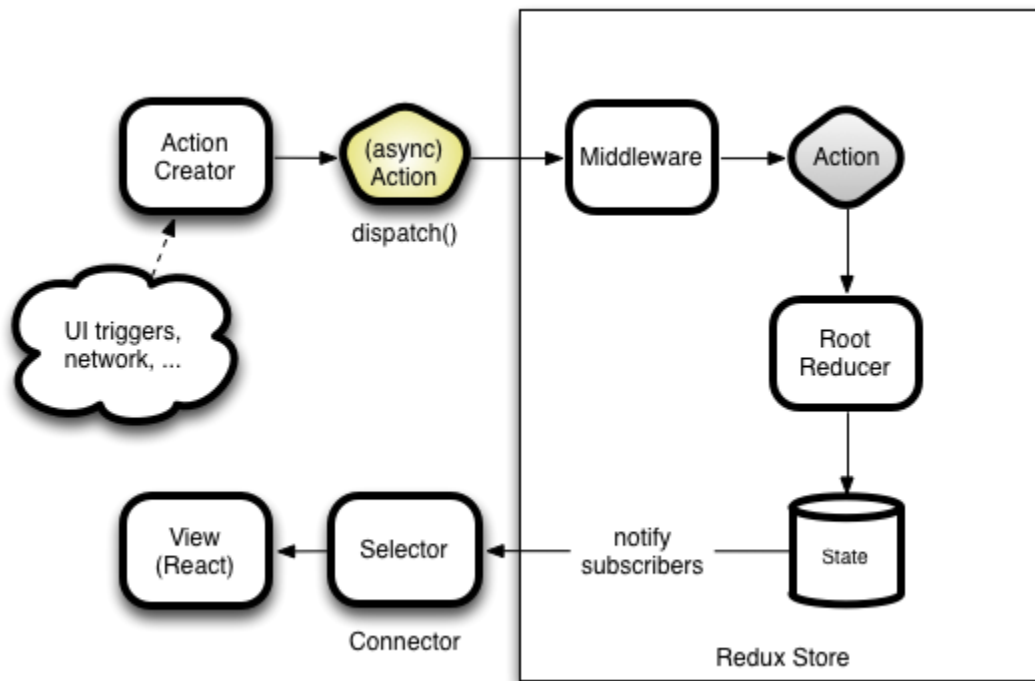 Action
Creator
(async)
Action
dispatch()
Middleware
Action
UI triggers,
network, ...
Root
Reducer
View
(React)
Selector
Connector
notify
subscribers
State
Redux Store